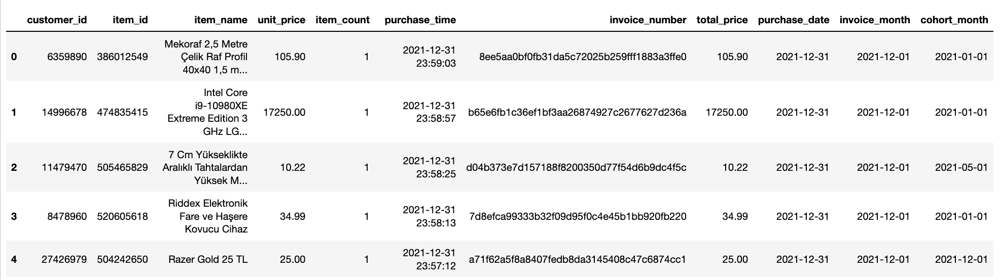 customer_id item_id item_name unit_price item_count purchase_time invoice_number total_price purchase_date invoice_month cohort_month
0 6359890 386012549 Mekoraf 2,5 Metre Çelik Raf Profil 40x40 1,5 m... 105.90 1 2021-12-31 23:59:03 8ee5aa0bf0fb31da5c72025b259fff1883a3ffe0 105.90 2021-12-31 2021-12-01 2021-01-01
1 14996678 474835415 Intel Core i9-10980XE Extreme Edition 3 GHz LG... 17250.00 1 2021-12-31 23:58:57 b65e6fb1c36ef1bf3aa26874927c2677627d236a 17250.00 2021-12-31 2021-12-01 2021-01-01
2 11479470 505465829 7 Cm Yükseklikte Aralıklı Tahtalardan Yüksek M... 10.22 1 2021-12-31 23:58:25 d04b373e7d157188f8200350d77f54d6b9dc4f5c 10.22 2021-12-31 2021-12-01 2021-05-01
3 8478960 520605618 Riddex Elektronik Fare ve Haşere Kovucu Cihaz 34.99 1 2021-12-31 23:58:13 7d8efca99333b32f09d95f0c4e45b1bb920fb220 34.99 2021-12-31 2021-12-01 2021-01-01
4 27426979 504242650 Razer Gold 25 TL 25.00 1 2021-12-31 23:57:12 a71f62a5f8a8407fedb8da3145408c47c6874cc1 25.00 2021-12-31 2021-12-01 2021-12-01